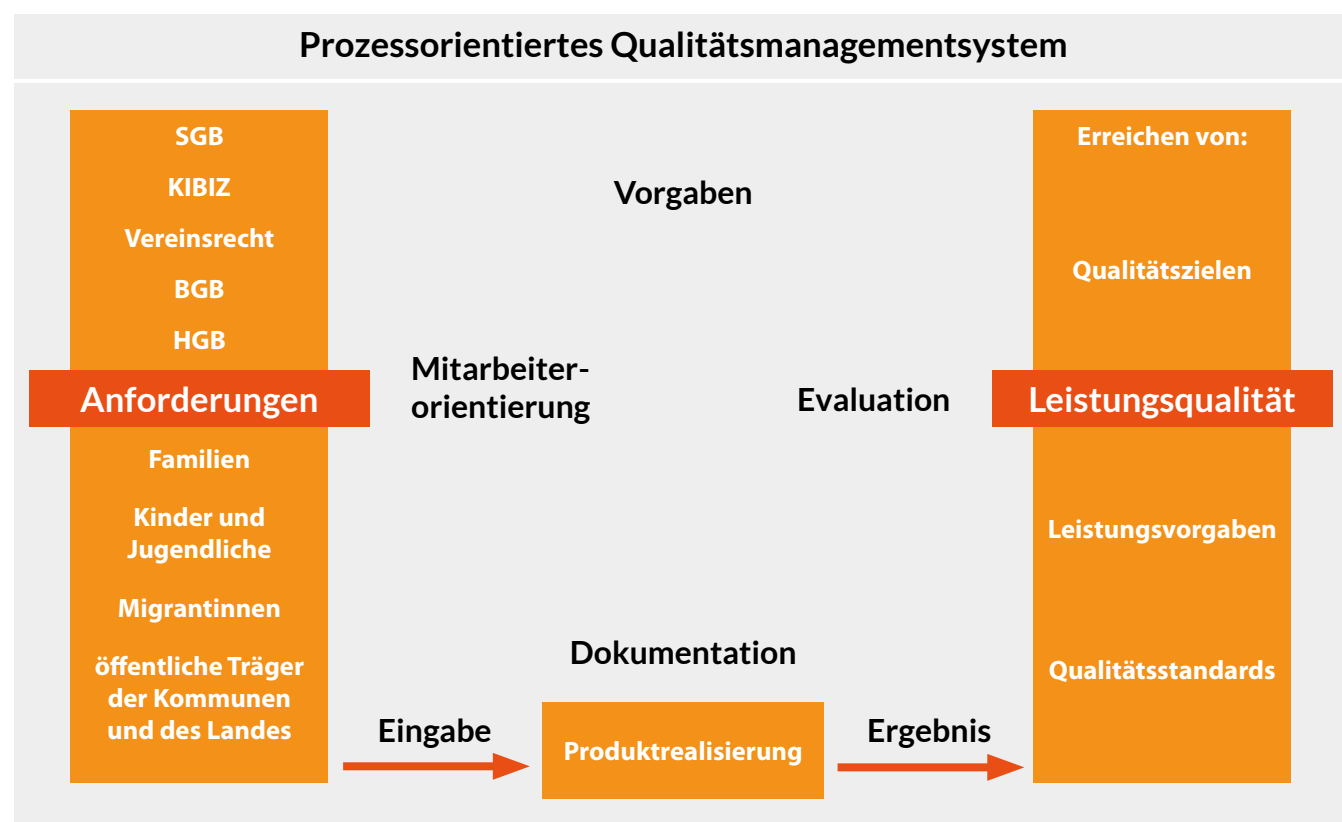 Prozessorientiertes Qualitätsmanagementsystem
SGB
KIBIZ
Vereinsrecht
BGB
HGB
Anforderungen
Familien
Kinder und
Jugendliche
Migrantinnen
öffentliche Träger
der Kommunen
und des Landes
Vorgaben
Mitarbeiter-
orientierung
Evaluation
Dokumentation
Eingabe
Produktrealisierung
Ergebnis
Erreichen von:
Qualitätszielen
Leistungsqualität
Leistungsvorgaben
Qualitätsstandards